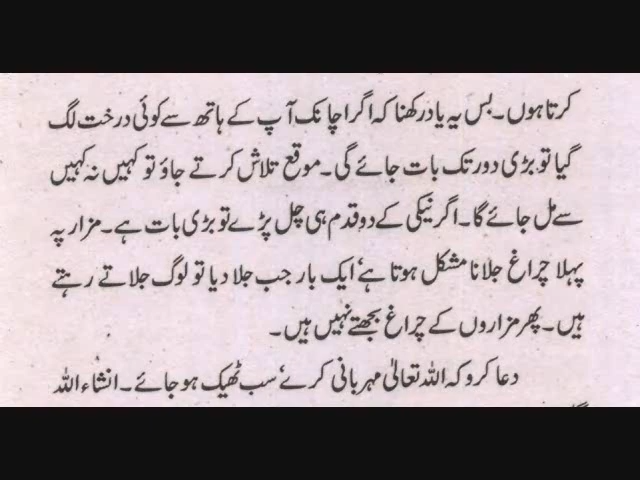 کرتا ہوں۔ بس یہ یاد رکھنا کہ اگر اچانک آپ کے ہاتھ سے کوئی درخت لگ
گیا تو بڑی دور تک بات جائے گی۔ موقع تلاش کرتے جاؤ تو کہیں نہ کہیں
سے مل جائے گا۔ اگر نیکی کے دو قدم ہی چل پڑے تو بڑی بات ہے۔ مزار پہ
پہلا چراغ جلانا مشکل ہوتا ہے‘ ایک بار جب جلا دیا تو لوگ جلاتے رہتے
ہیں۔ پھر مزاروں کے چراغ بجھتے نہیں ہیں۔
دعا کرو کہ اللہ تعالیٰ مہربانی کرے‘ سب ٹھیک ہو جائے۔ انشاء اللہ